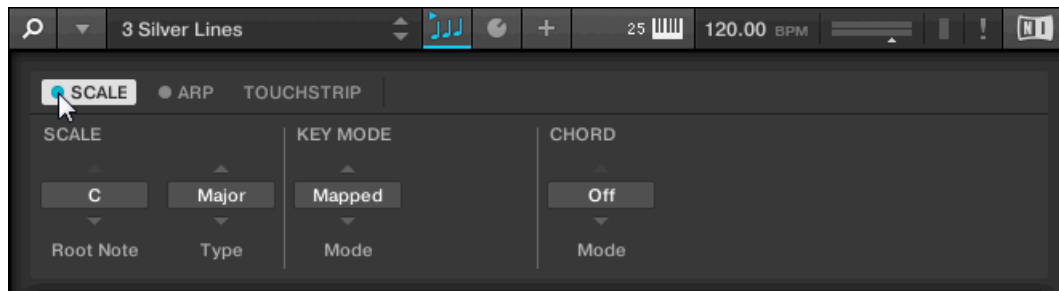 3 Silver Lines 25 120.00 BPM ! NI
SCALE ARP TOUCHSTRIP
SCALE KEY MODE CHORD
C Major Mapped Off
Root Note Type Mode Mode